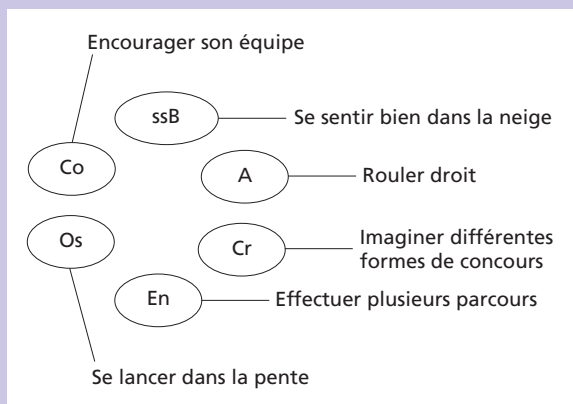 Encourager son équipe
ssB
Se sentir bien dans la neige
Co
A
Rouler droit
Os
Cr
Imaginer différentes
formes de concours
En
Effectuer plusieurs parcours
Se lancer dans la pente